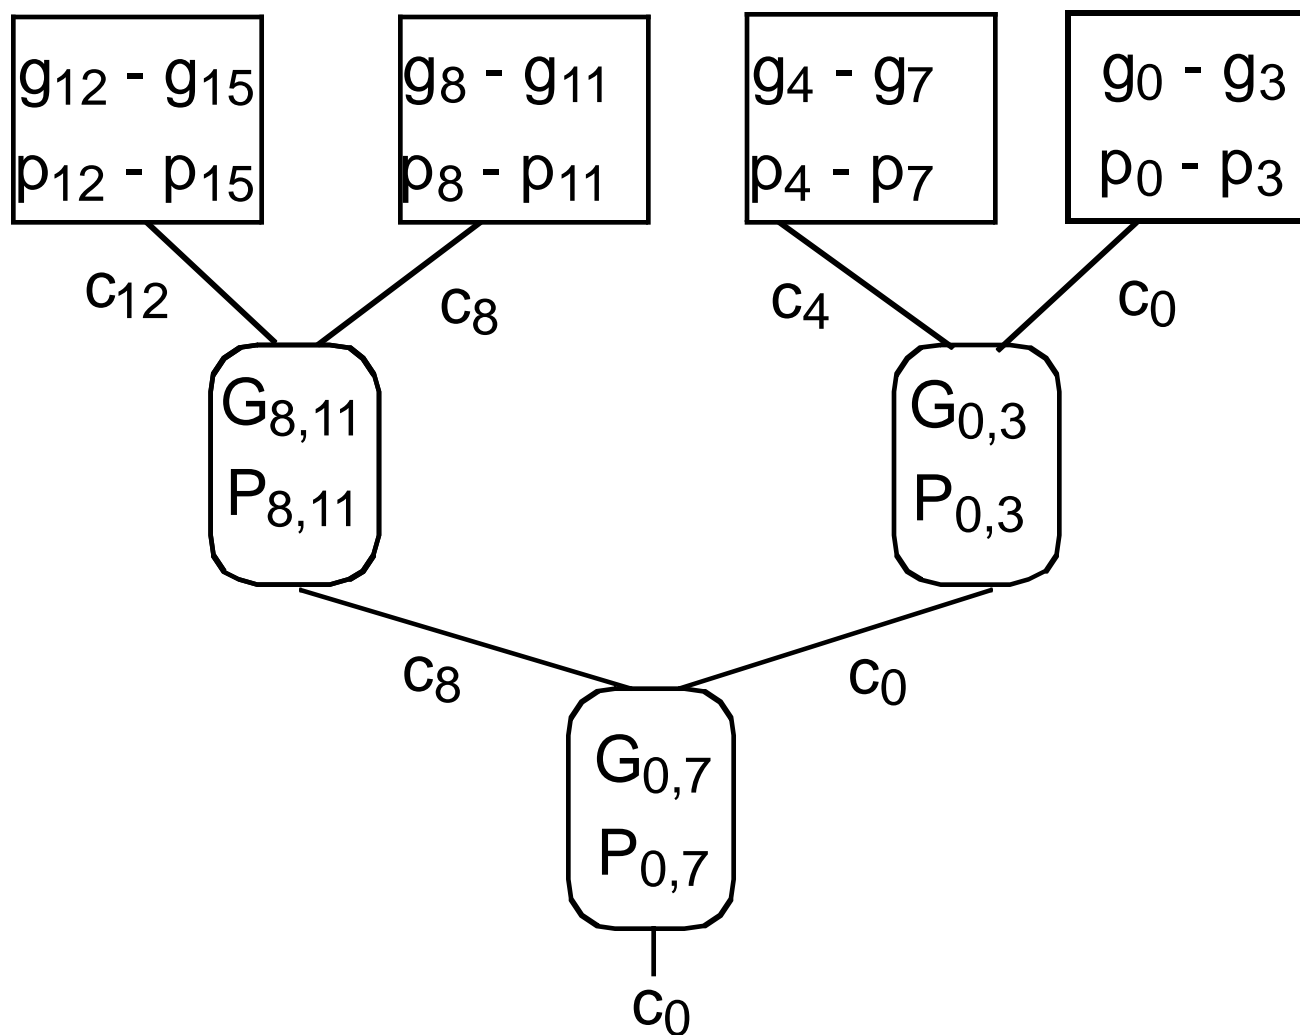 g12 - g15
p12 - p15
g8 - g11
p8 - p11
g4 - g7
p4 - p7
g0 - g3
p0 - p3
c12
c8
c4
c0
G8,11
P8,11
G0,3
P0,3
c8
c0
G0,7
P0,7
c0